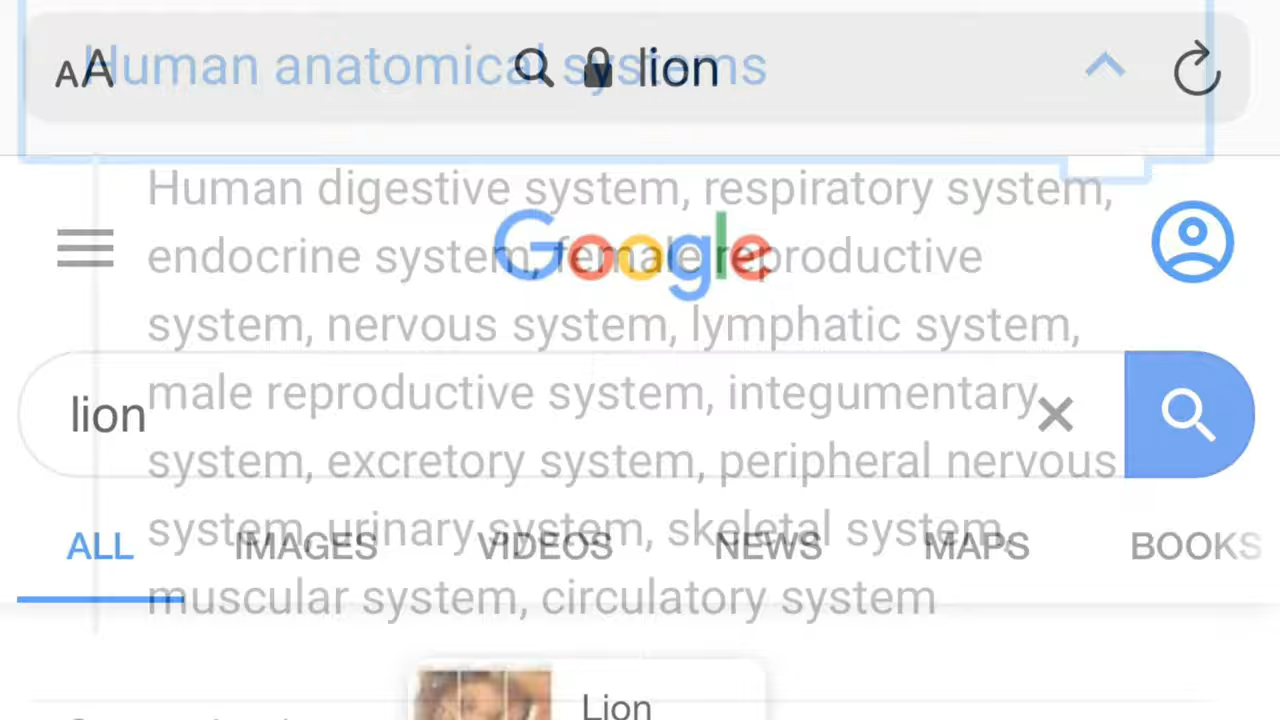 AA lion
Human anatomical systems
Human digestive system, respiratory system,
Google
endocrine system, female reproductive
system, nervous system, lymphatic system,
male reproductive system, integumentary
lion
system, excretory system, peripheral nervous
system, urinary system, skeletal system,
ALL IMAGES VIDEOS NEWS MAPS BOOKS
muscular system, circulatory system
Lion